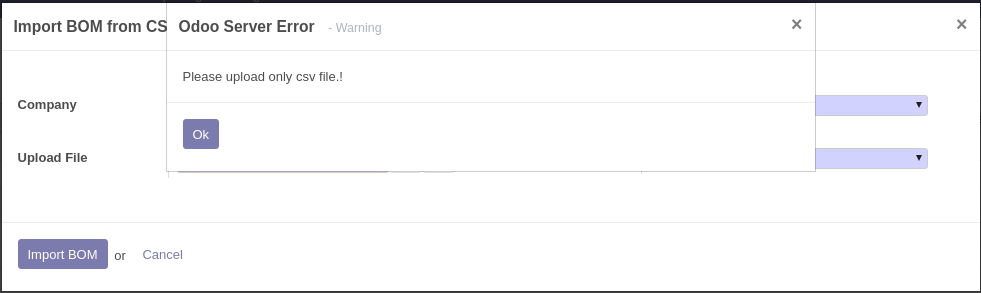 Import BOM from CS
Odoo Server Error - Warning ×
×
Please upload only csv file.!
Company
Ok
Upload File
Import BOM or Cancel